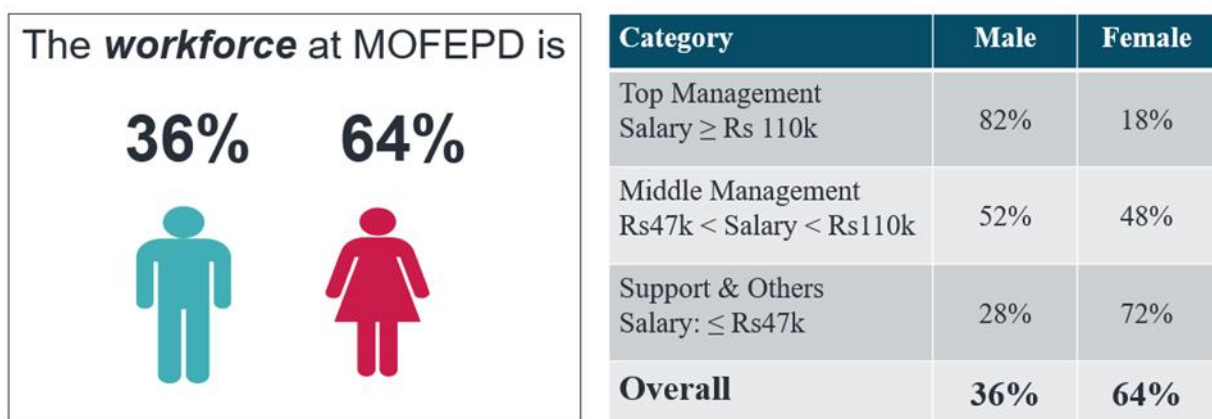 The workforce at MOFEPD is
36% 64%
Category Male Female
Top Management
Salary ≥ Rs 110k 82% 18%
Middle Management
Rs47k < Salary < Rs110k 52% 48%
Support & Others
Salary: ≤ Rs47k 28% 72%
Overall 36% 64%